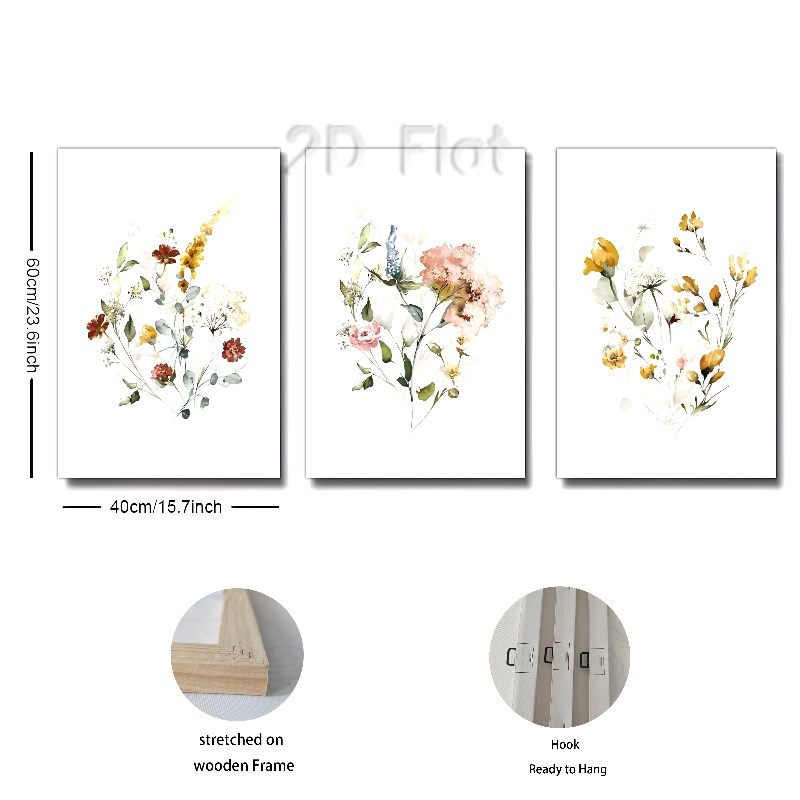 2D Flat
60cm/23.6inch
40cm/15.7inch
stretched on
wooden Frame
Hook
Ready to Hang